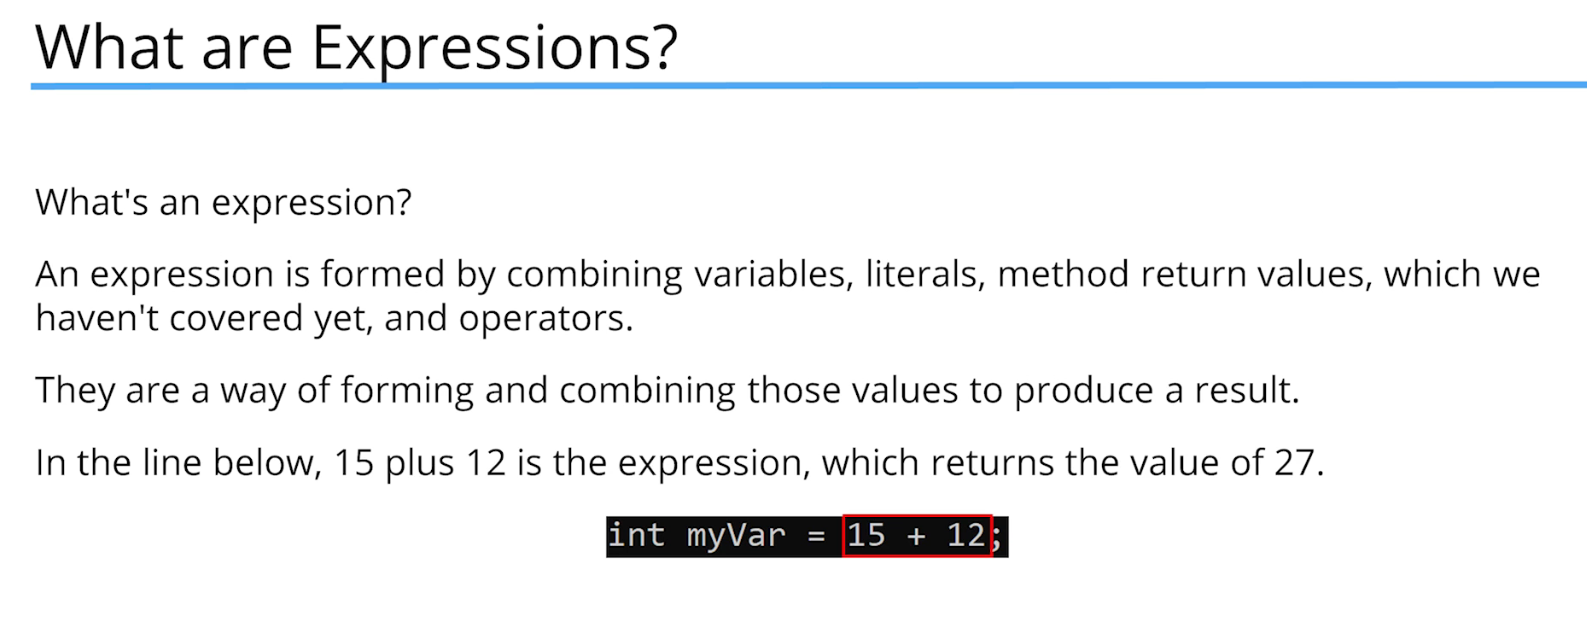 What are Expressions?
What's an expression?
An expression is formed by combining variables, literals, method return values, which we
haven't covered yet, and operators.
They are a way of forming and combining those values to produce a result.
In the line below, 15 plus 12 is the expression, which returns the value of 27.
int myVar = 15 + 12;